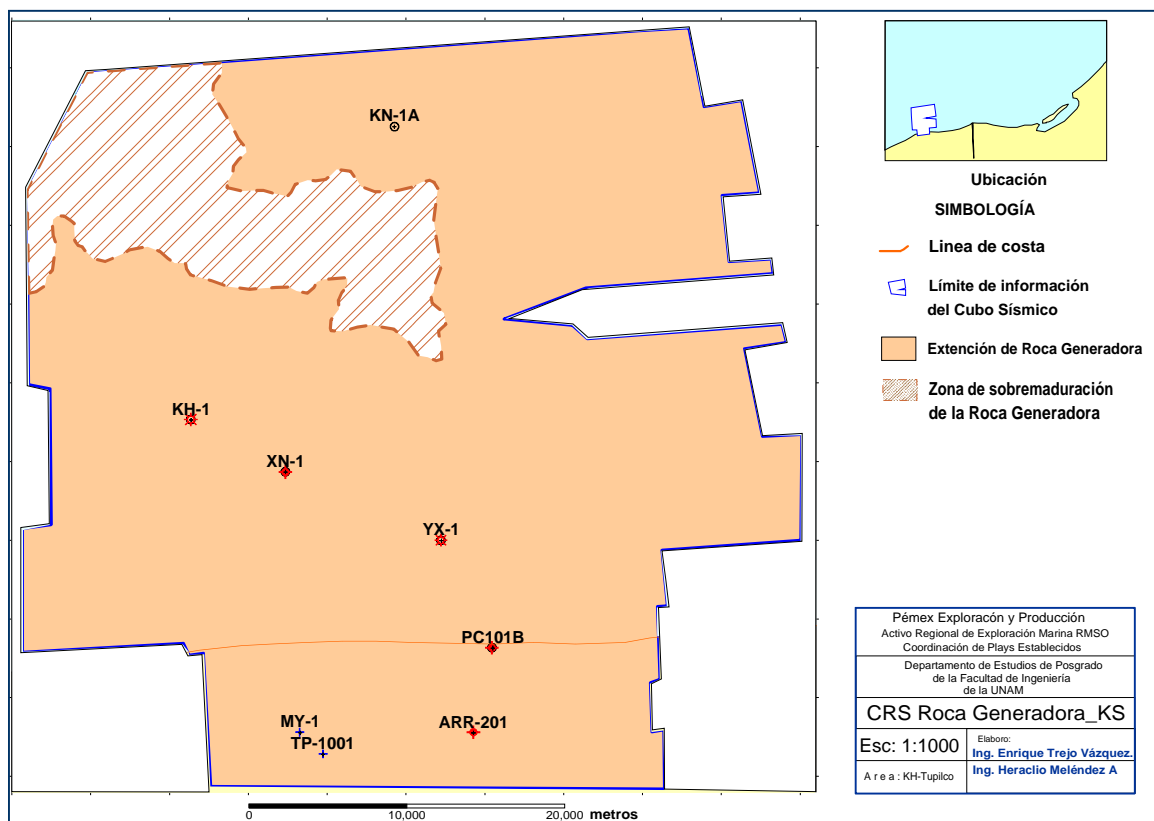 KN-1A
KH-1
XN-1
YX-1
PC101B
MY-1
TP-1001
ARR-201
0
10,000
20,000
metros
Ubicación
SIMBOLOGÍA
Linea de costa
Límite de información
del Cubo Sísmico
Extención de Roca Generadora
Zona de sobremaduración
de la Roca Generadora
Pémex Exploracón y Producción
Activo Regional de Exploración Marina RMSO
Coordinación de Plays Establecidos
Departamento de Estudios de Posgrado
de la Facultad de Ingeniería
de la UNAM
CRS Roca Generadora_KS
Esc: 1:1000
Elaboro:
Ing. Enrique Trejo Vázquez.
Area: KH-Tupilco
Ing. Heraclio Meléndez A